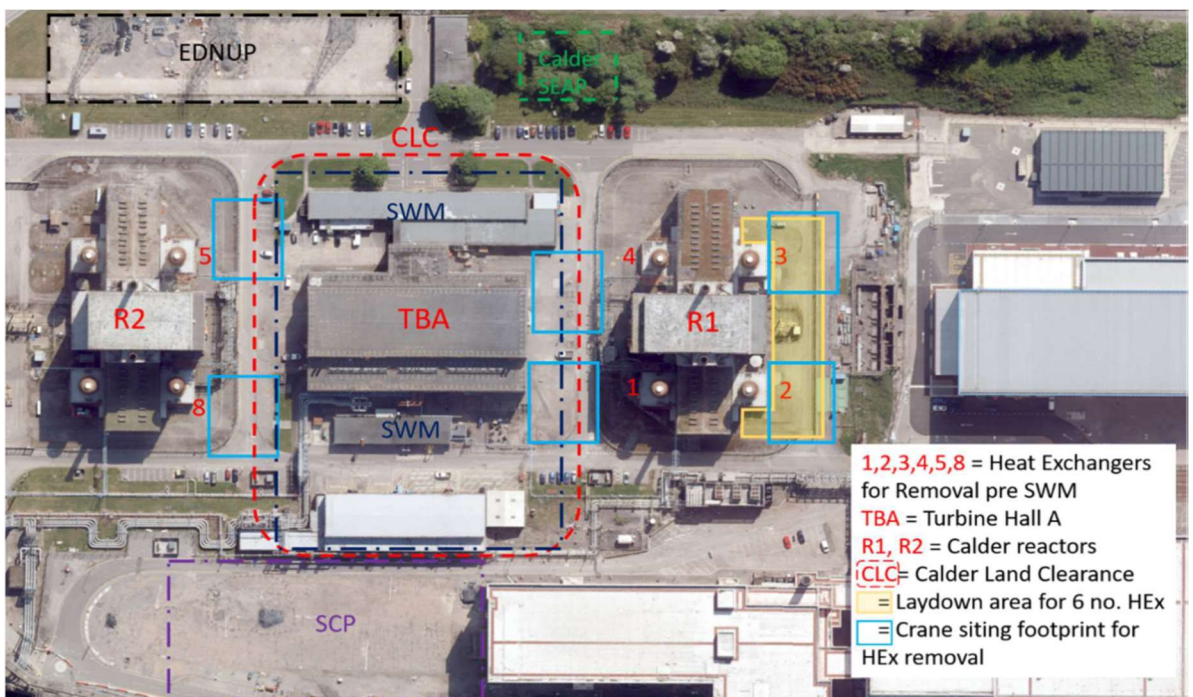 EDNUP
Calder
SEAP
CLC
SWM
5
4
3
R2
TBA
R1
8
1
2
SWM
SCP
1,2,3,4,5,8 = Heat Exchangers
for Removal pre SWM
TBA = Turbine Hall A
R1, R2 = Calder reactors
CLC = Calder Land Clearance
= Laydown area for 6 no. HEx
= Crane siting footprint for
HEx removal